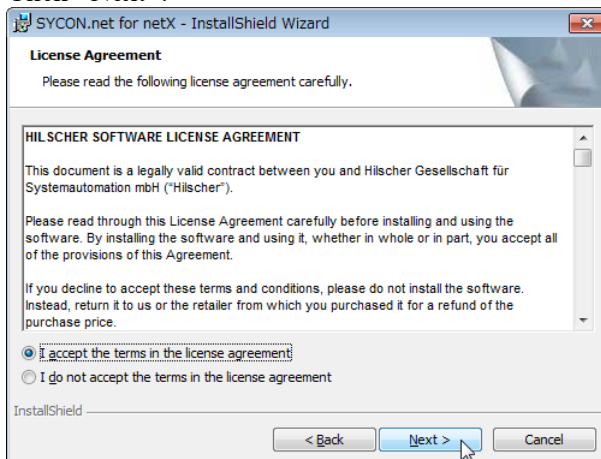 SYCON.net for netX - InstallShield Wizard
License Agreement
Please read the following license agreement carefully.
HILSCHER SOFTWARE LICENSE AGREEMENT
This document is a legally valid contract between you and Hilscher Gesellschaft für
Systemautomation mbH ("Hilscher").
Please read through this License Agreement carefully before installing and using the
software. By installing the software and using it, whether in whole or in part, you accept all
of the provisions of this Agreement.
If you decline to accept these terms and conditions, please do not install the software.
Instead, return it to us or the retailer from which you purchased it for a refund of the
purchase price.
I accept the terms in the license agreement
I do not accept the terms in the license agreement
InstallShield
< Back Next > Cancel